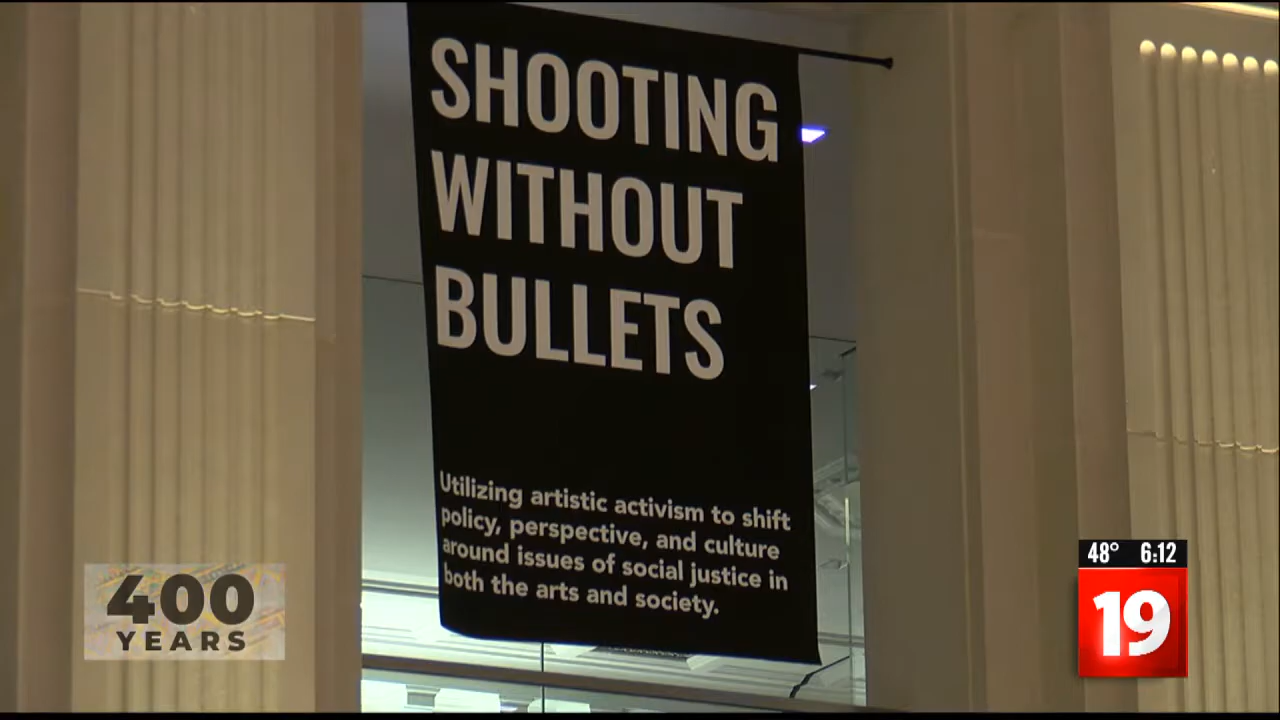 SHOOTING
WITHOUT
BULLETS
Utilizing artistic activism to shift
policy, perspective, and culture
around issues of social justice in
both the arts and society.
400
YEARS
48° 6:12
19